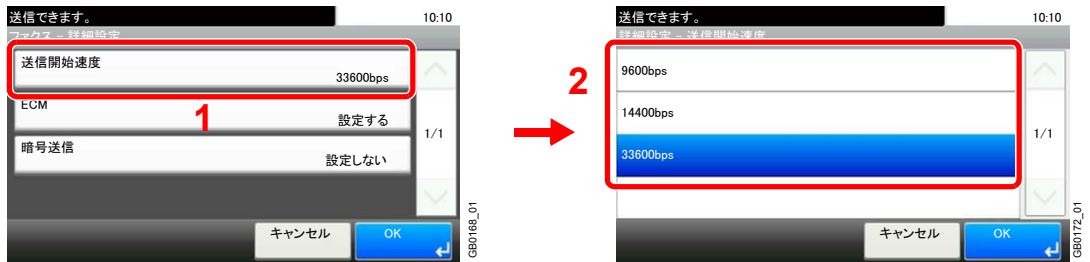 送信できます。
10:10
ファクス - 詳細設定
送信開始速度
33600bps
ECM
設定する
1
1/1
暗号送信
設定しない
キャンセル
OK
GB0168_01
送信できます。
10:10
詳細設定 - 送信開始速度
2
9600bps
14400bps
1/1
33600bps
キャンセル
OK
GB0172_01